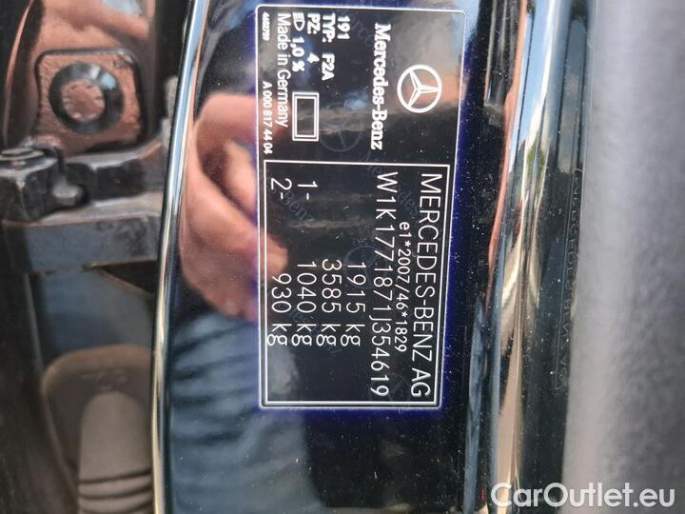 MERCEDES-BENZ AG
e1*2007/46*1829
W1K1771871J354619
1915 kg
3585 kg
1- 1040 kg
2- 930 kg
Mercedes-Benz
191
TYP: F2A
PZ: 4
1,0 %
Made in Germany
A 000 817 44 04
CarOutlet.eu